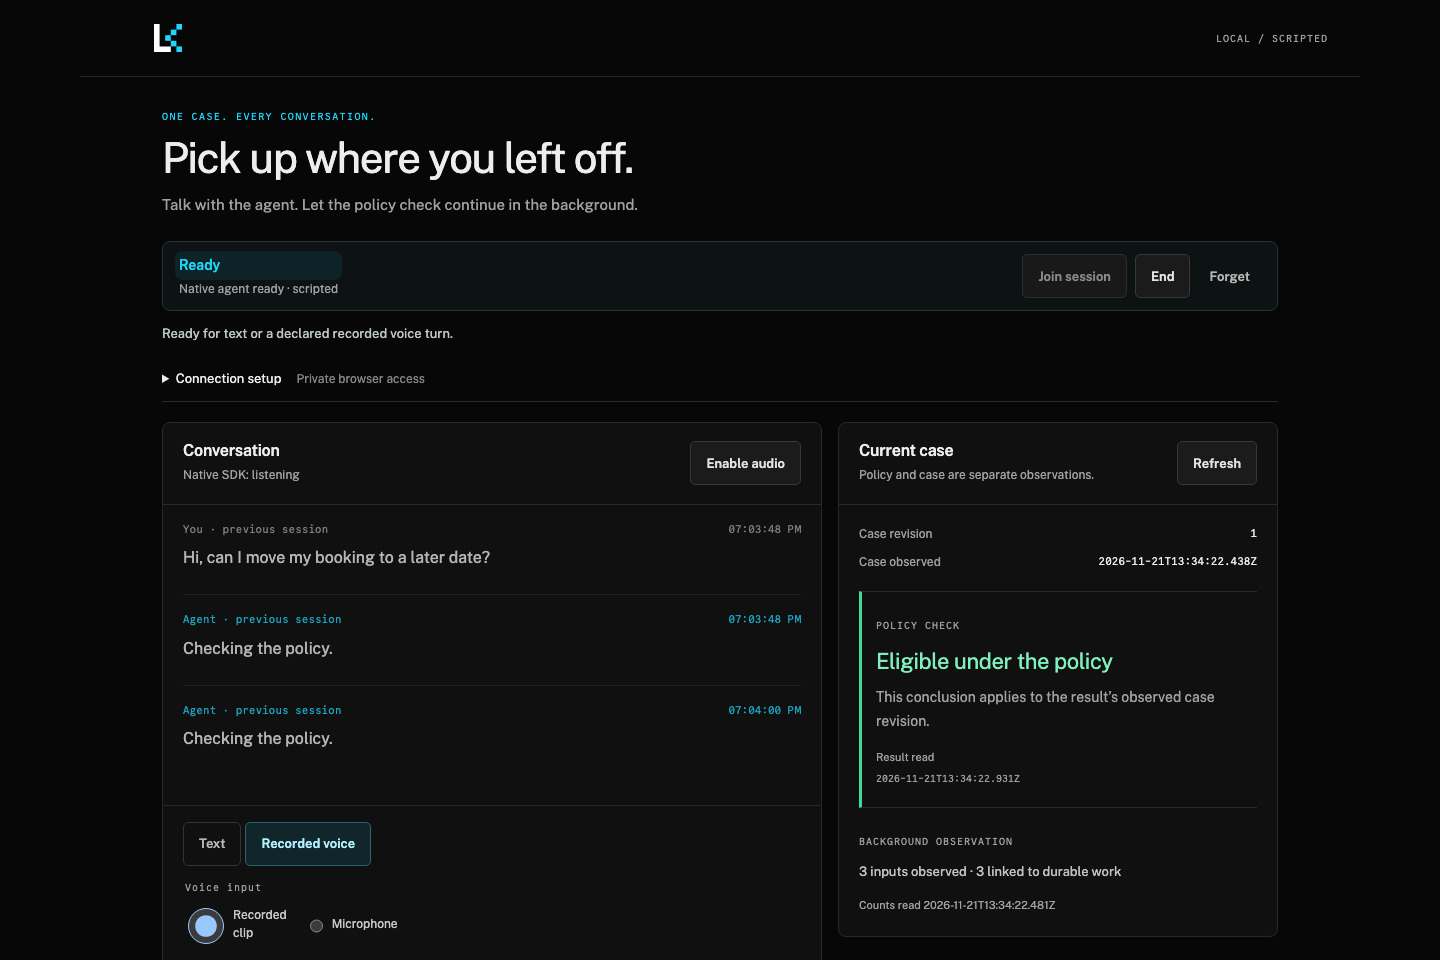 LK
LOCAL / SCRIPTED
ONE CASE. EVERY CONVERSATION.
Pick up where you left off.
Talk with the agent. Let the policy check continue in the background.
Ready
Native agent ready · scripted
Join session
End
Forget
Ready for text or a declared recorded voice turn.
Connection setup
Private browser access
Conversation
Native SDK: listening
Enable audio
You · previous session
07:03:48 PM
Hi, can I move my booking to a later date?
Agent · previous session
07:03:48 PM
Checking the policy.
Agent · previous session
07:04:00 PM
Checking the policy.
Text
Recorded voice
Voice input
Recorded
clip
Microphone
Current case
Policy and case are separate observations.
Refresh
Case revision
1
Case observed
2026-11-21T13:34:22.438Z
POLICY CHECK
Eligible under the policy
This conclusion applies to the result’s observed case
revision.
Result read
2026-11-21T13:34:22.931Z
BACKGROUND OBSERVATION
3 inputs observed · 3 linked to durable work
Counts read 2026-11-21T13:34:22.481Z